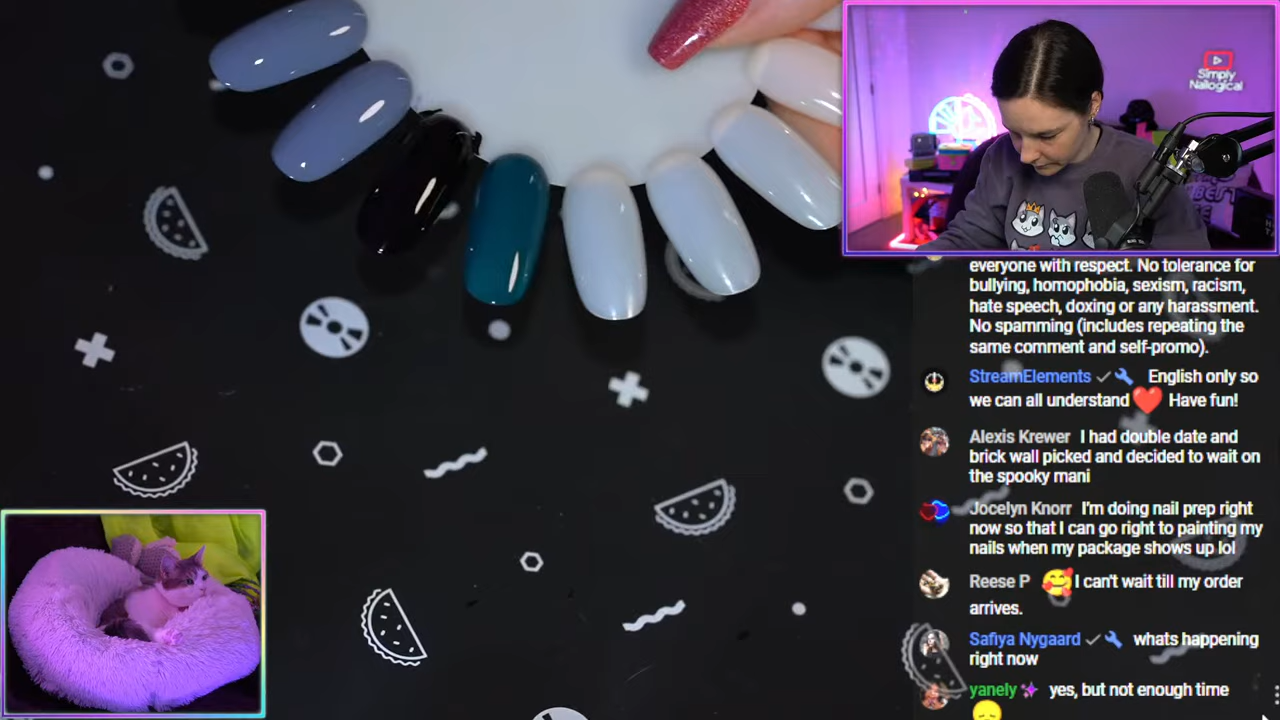 Simply
Nailogical
everyone with respect. No tolerance for
bullying, homophobia, sexism, racism,
hate speech, doxing or any harassment.
No spamming (includes repeating the
same comment and self-promo).
StreamElements English only so
we can all understand ❤️ Have fun!
Alexis Krewer I had double date and
brick wall picked and decided to wait on
the spooky mani
Jocelyn Knorr I'm doing nail prep right
now so that I can go right to painting my
nails when my package shows up lol
Reese P 🥰 I can't wait till my order
arrives.
Safiya Nygaard whats happening
right now
yanely yes, but not enough time
😞